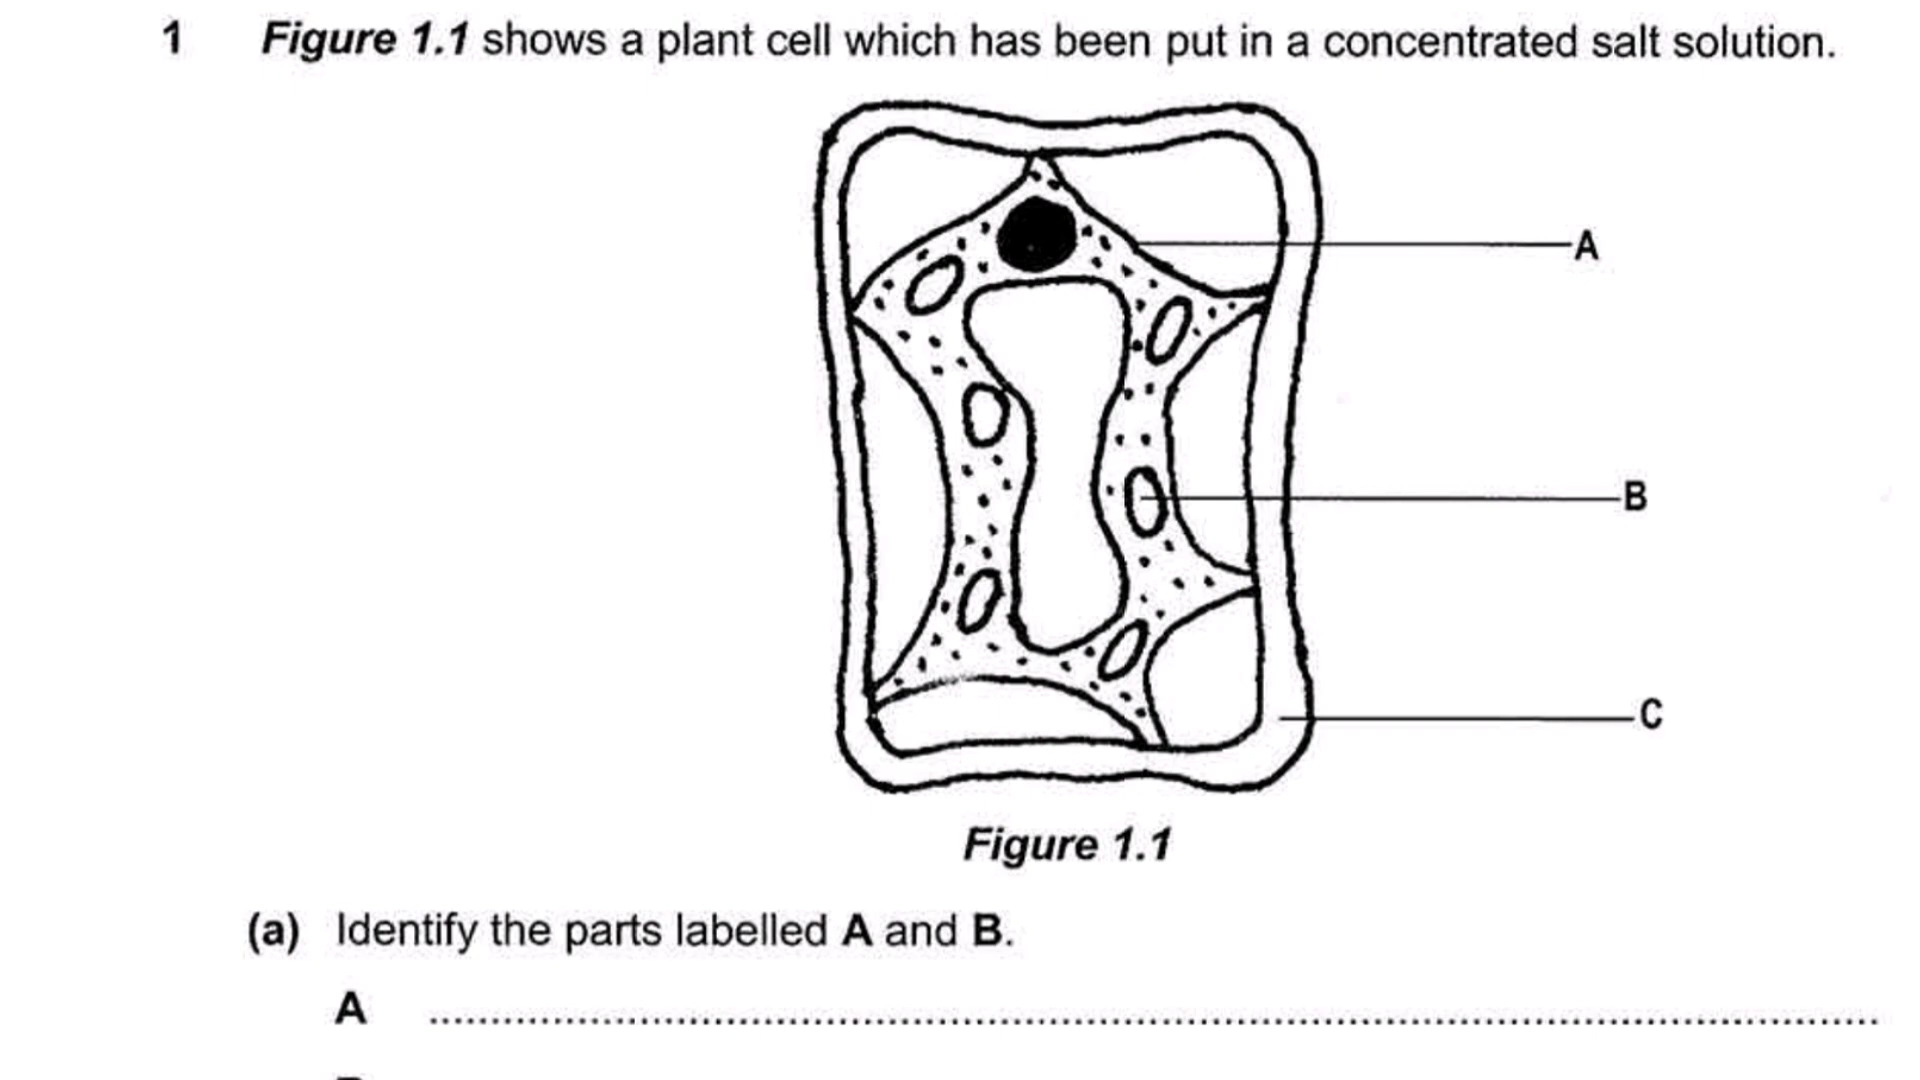 1 Figure 1.1 shows a plant cell which has been put in a concentrated salt solution.
A
B
C
Figure 1.1
(a) Identify the parts labelled A and B.
A ................................................................